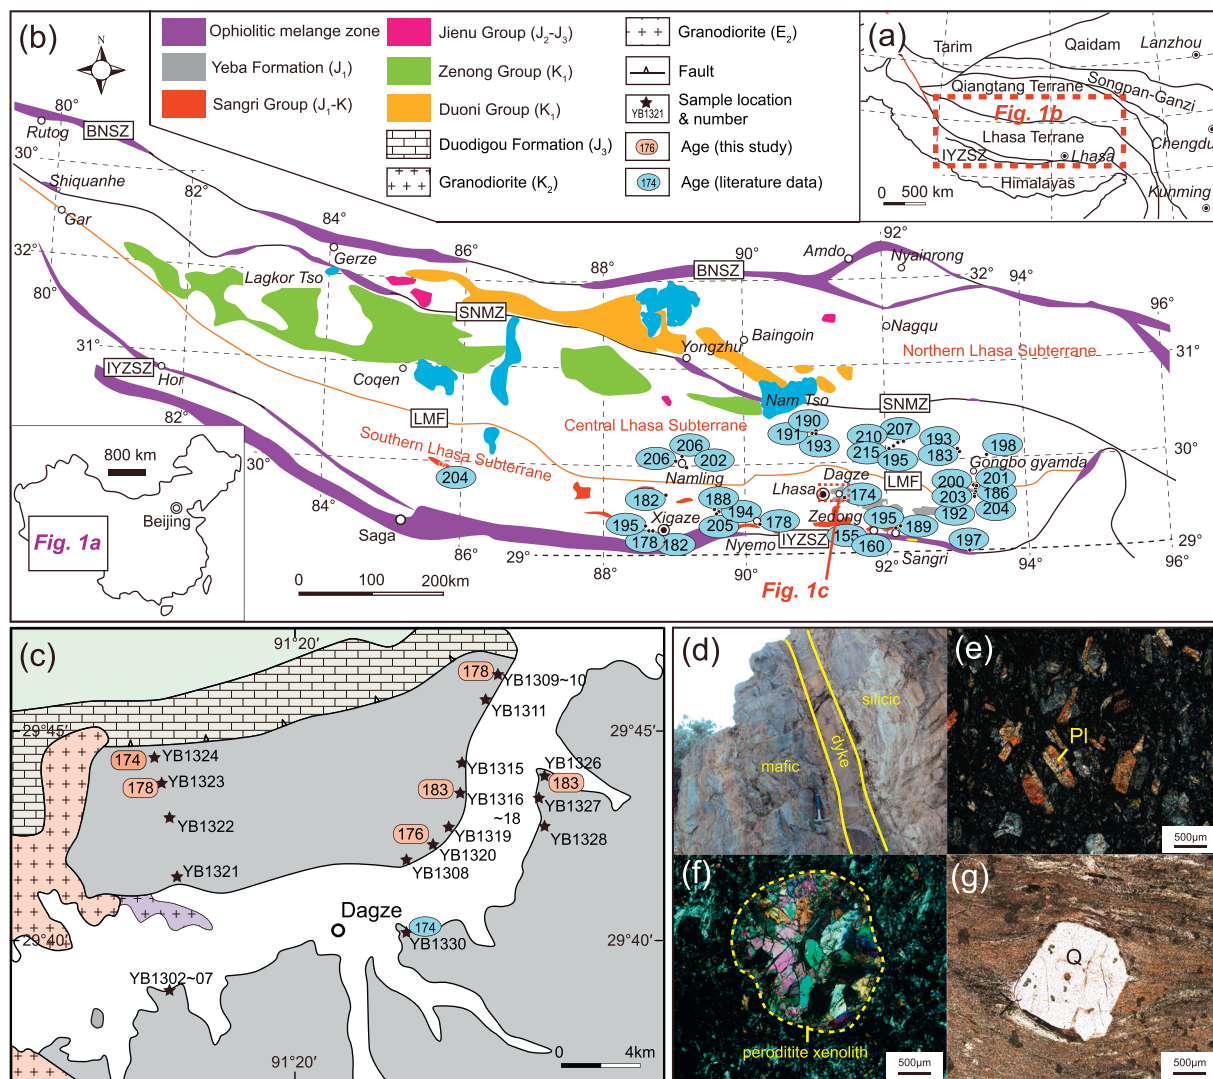 (b)
N
Ophiolitic melange zone
Yeba Formation (J1)
Sangri Group (J1-K)
Jienu Group (J2-J3)
Zenong Group (K1)
Duoni Group (K1)
Duodigou Formation (J3)
Granodiorite (K2)
Granodiorite (E2)
Fault
YB1321
Sample location
& number
176
Age (this study)
174
Age (literature data)
(a)
Tarim
Qaidam
Lanzhou
Qiangtang Terrane
Songpan-Ganzi
Fig. 1b
Lhasa Terrane
Chengdu
IYZSZ
Lhasa
Himalayas
Kunming
0 500 km
80°
Rutog
BNSZ
30°
Shiquanhe
82°
Gar
84°
32°
Gerze
86°
88°
90°
92°
Amdo
Nyainrong
32°
94°
BNSZ
80°
Lagkor Tso
96°
SNMZ
Nagqu
Baingoin
Yongzhu
Northern Lhasa Subterrane
31°
31°
IYZSZ
Hor
Coqen
Nam Tso
SNMZ
82°
LMF
Central Lhasa Subterrane
Southern Lhasa Subterrane
190
191
193
207
210
215
195
193
183
198
30°
206
206
202
Namling
204
Gongbo gyamda
Dagze
LMF
200
201
203
186
192
204
30°
Lhasa
174
182
188
194
205
178
Zedong
195
189
155
160
197
84°
Saga
Xigaze
195
178
182
Nyemo
IYZSZ
Sangri
29°
29°
86°
88°
90°
92°
94°
96°
Fig. 1c
0 100 200km
800 km
Beijing
Fig. 1a
(c)
91°20′
178
YB1309~10
YB1311
29°45′
29°45′
174
YB1324
178
YB1323
YB1315
YB1326
183
183
YB1316
~18
YB1327
YB1322
176
YB1319
YB1328
YB1320
YB1308
YB1321
Dagze
174
YB1330
29°40′
29°40′
YB1302~07
91°20′
0 4km
(d)
silicic
dyke
mafic
(e)
Pl
500μm
(f)
peroditite xenolith
500μm
(g)
Q
500μm